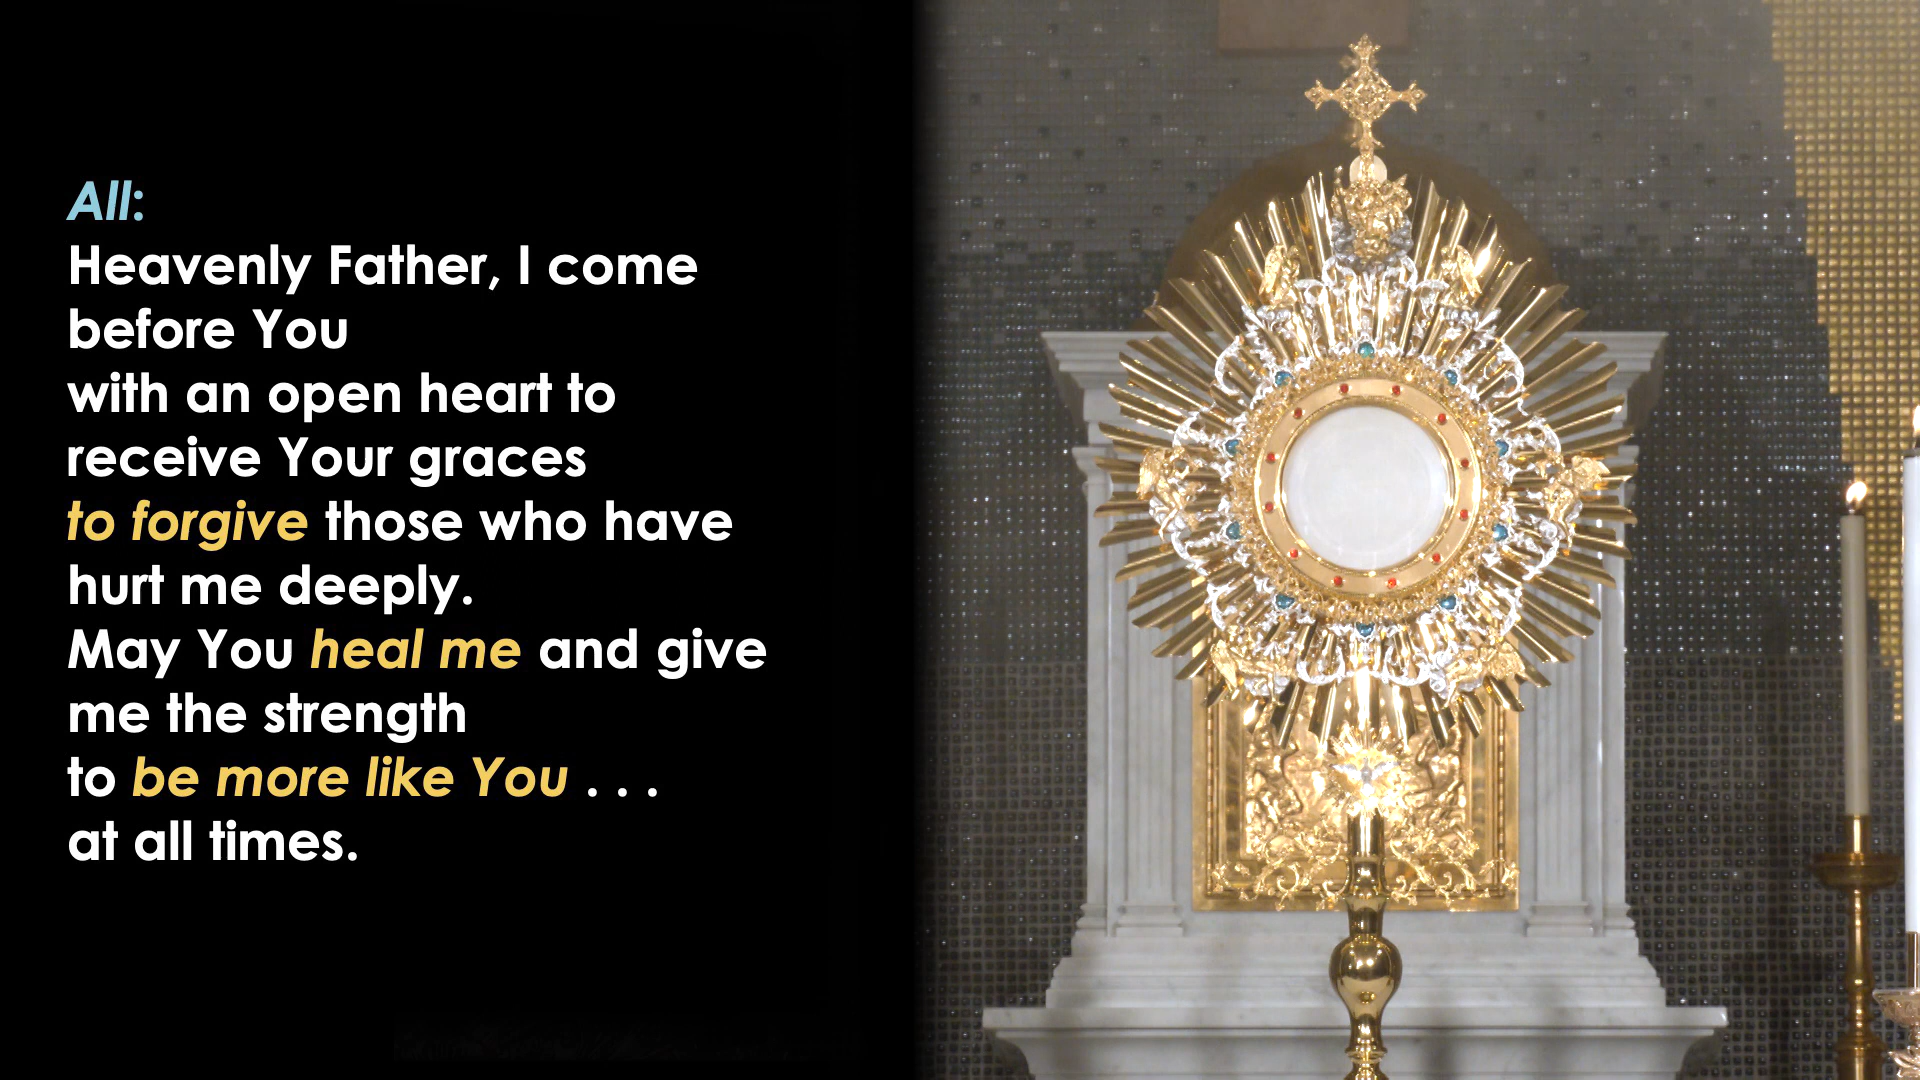 All:
Heavenly Father, I come
before You
with an open heart to
receive Your graces
to forgive those who have
hurt me deeply.
May You heal me and give
me the strength
to be more like You . . .
at all times.